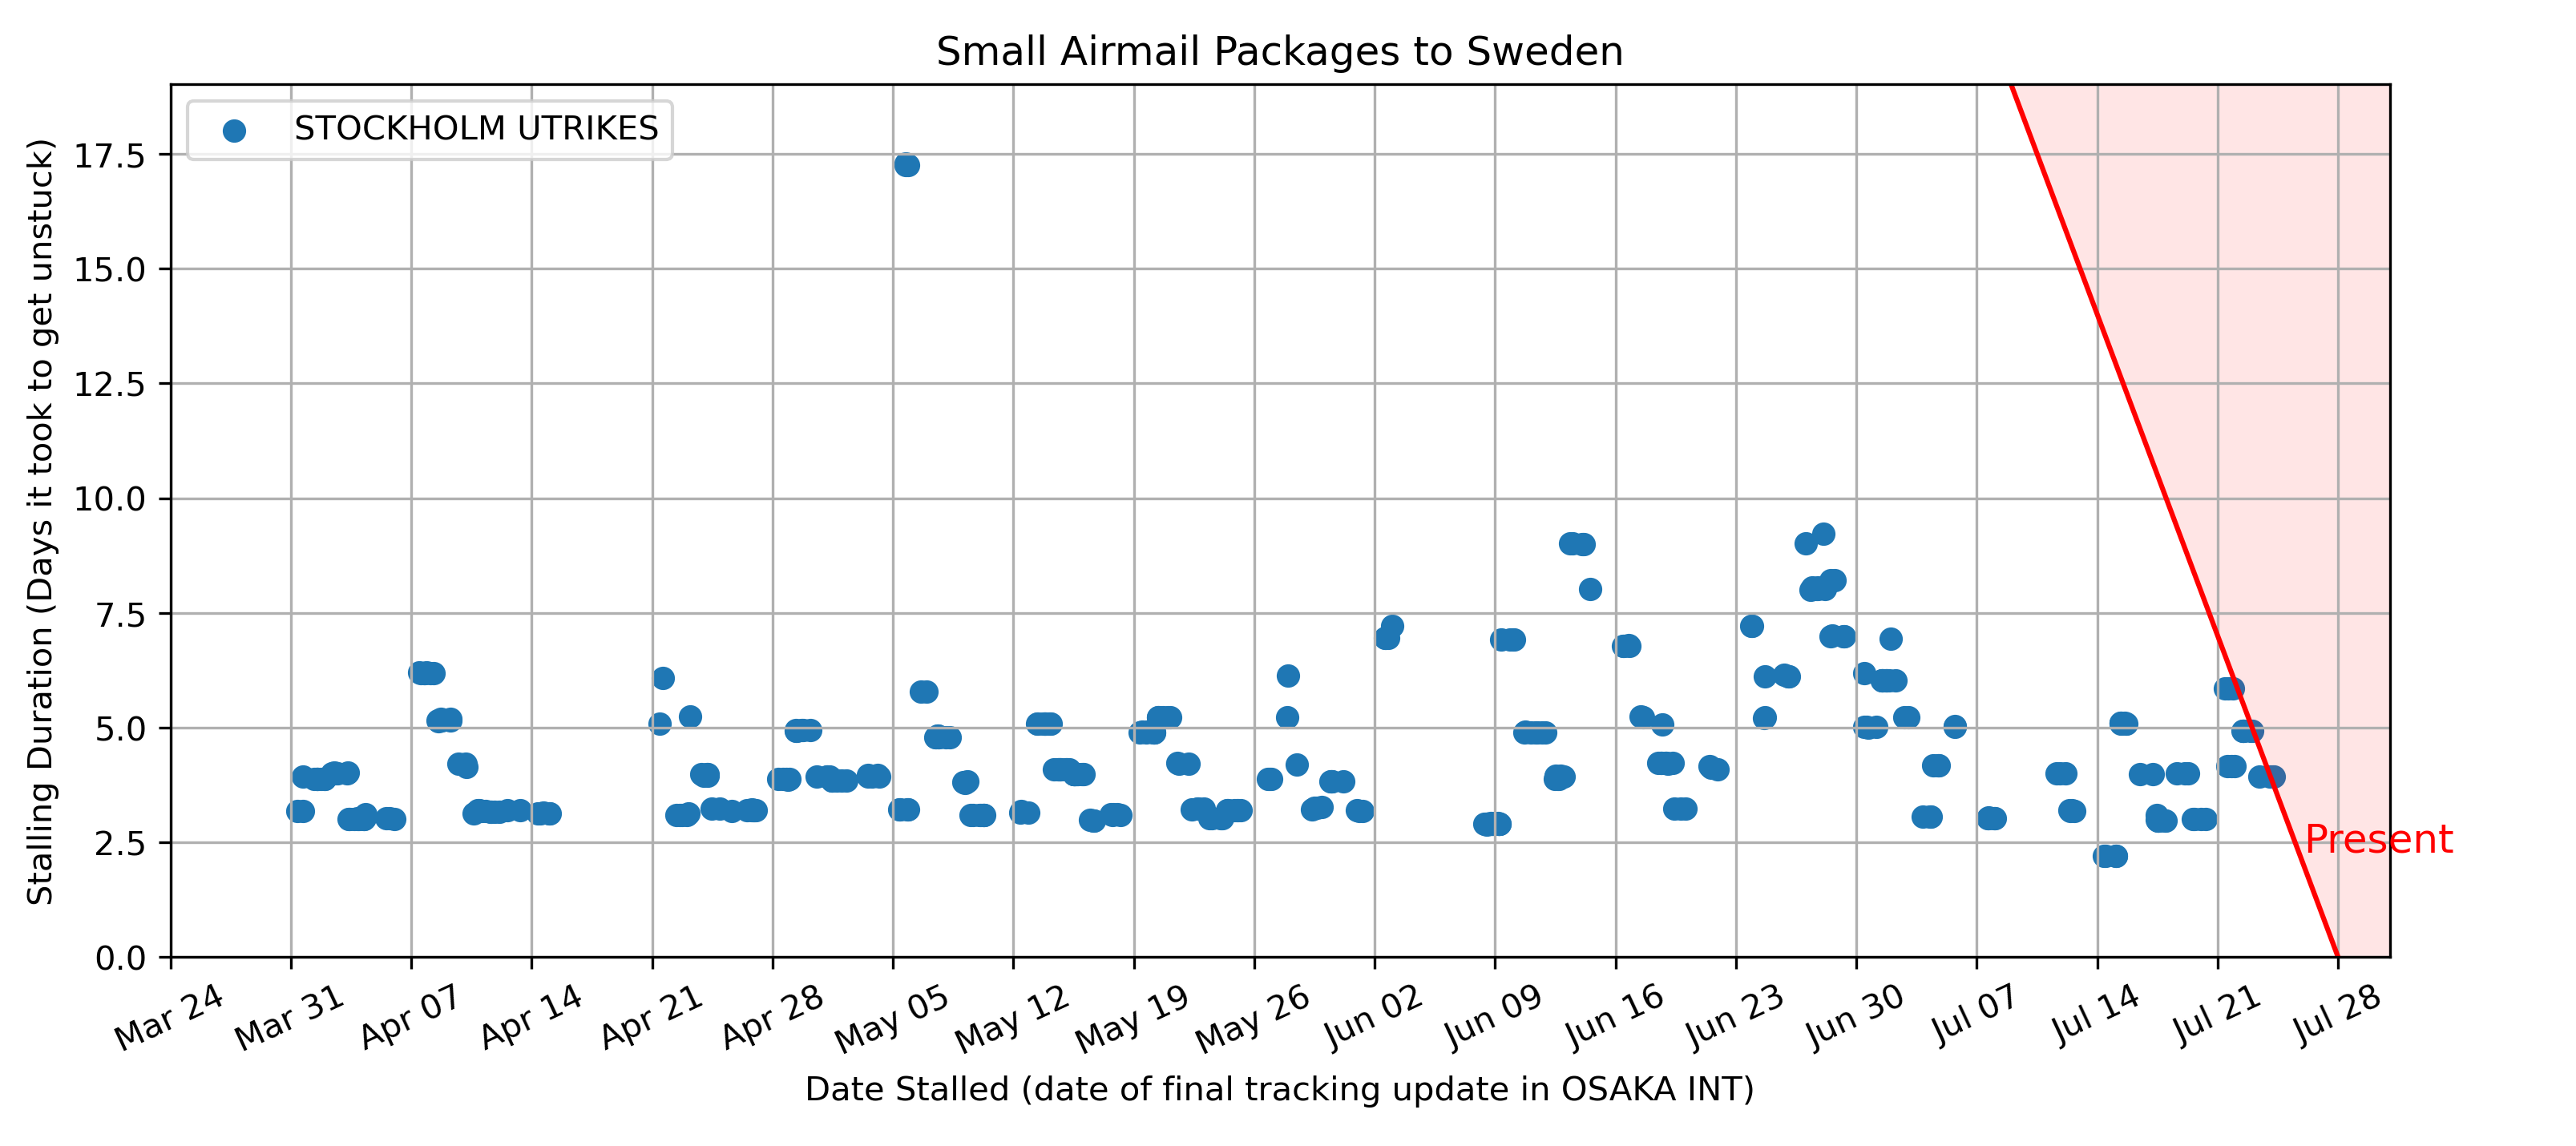 Small Airmail Packages to Sweden
STOCKHOLM UTRIKES
Stalling Duration (Days it took to get unstuck)
17.5
15.0
12.5
10.0
7.5
5.0
2.5
0.0
Present
Mar 24 Mar 31 Apr 07 Apr 14 Apr 21 Apr 28 May 05 May 12 May 19 May 26 Jun 02 Jun 09 Jun 16 Jun 23 Jun 30 Jul 07 Jul 14 Jul 21 Jul 28
Date Stalled (date of final tracking update in OSAKA INT)